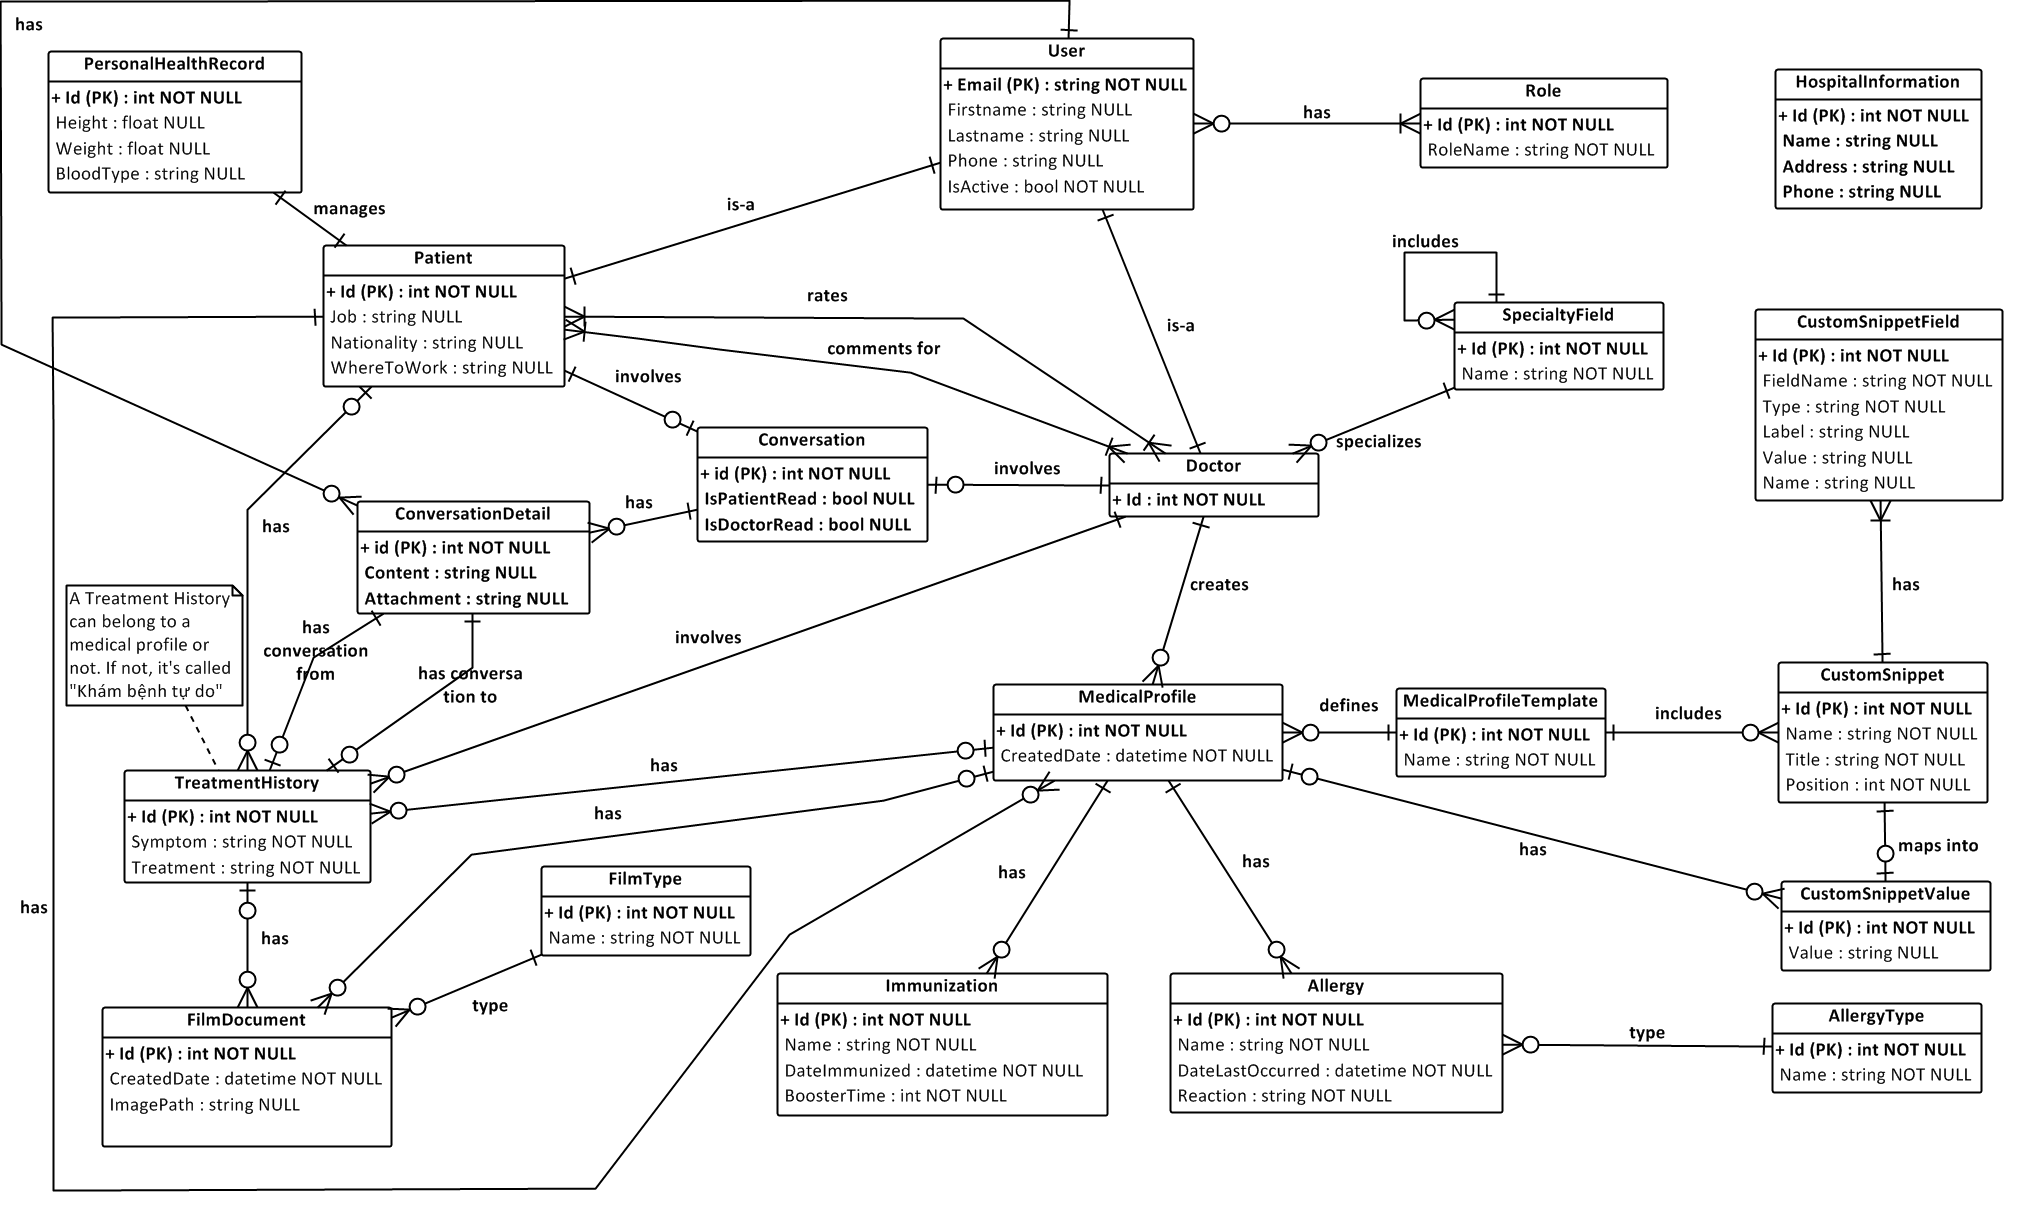 has
PersonalHealthRecord
+ Id (PK) : int NOT NULL
Height : float NULL
Weight : float NULL
BloodType : string NULL
manages
User
+ Email (PK) : string NOT NULL
Firstname : string NULL
Lastname : string NULL
Phone : string NULL
IsActive : bool NOT NULL
has
Role
+ Id (PK) : int NOT NULL
RoleName : string NOT NULL
HospitalInformation
+ Id (PK) : int NOT NULL
Name : string NULL
Address : string NULL
Phone : string NULL
is-a
Patient
+ Id (PK) : int NOT NULL
Job : string NULL
Nationality : string NULL
WhereToWork : string NULL
rates
comments for
is-a
includes
SpecialtyField
+ Id (PK) : int NOT NULL
Name : string NOT NULL
specializes
CustomSnippetField
+ Id (PK) : int NOT NULL
FieldName : string NOT NULL
Type : string NOT NULL
Label : string NULL
Value : string NULL
Name : string NULL
involves
Conversation
+ id (PK) : int NOT NULL
IsPatientRead : bool NULL
IsDoctorRead : bool NULL
involves
Doctor
+ Id : int NOT NULL
has
ConversationDetail
+ id (PK) : int NOT NULL
Content : string NULL
Attachment : string NULL
has
has
A Treatment History
can belong to a
medical profile or
not. If not, it's called
"Khám bệnh tự do"
has
conversation
from
has conversa
tion to
involves
creates
MedicalProfile
+ Id (PK) : int NOT NULL
CreatedDate : datetime NOT NULL
defines
MedicalProfileTemplate
+ Id (PK) : int NOT NULL
Name : string NOT NULL
includes
CustomSnippet
+ Id (PK) : int NOT NULL
Name : string NOT NULL
Title : string NOT NULL
Position : int NOT NULL
TreatmentHistory
+ Id (PK) : int NOT NULL
Symptom : string NOT NULL
Treatment : string NOT NULL
has
has
has
has
has
maps into
CustomSnippetValue
+ Id (PK) : int NOT NULL
Value : string NULL
has
has
FilmType
+ Id (PK) : int NOT NULL
Name : string NOT NULL
type
FilmDocument
+ Id (PK) : int NOT NULL
CreatedDate : datetime NOT NULL
ImagePath : string NULL
Immunization
+ Id (PK) : int NOT NULL
Name : string NOT NULL
DateImmunized : datetime NOT NULL
BoosterTime : int NOT NULL
Allergy
+ Id (PK) : int NOT NULL
Name : string NOT NULL
DateLastOccurred : datetime NOT NULL
Reaction : string NOT NULL
type
AllergyType
+ Id (PK) : int NOT NULL
Name : string NOT NULL